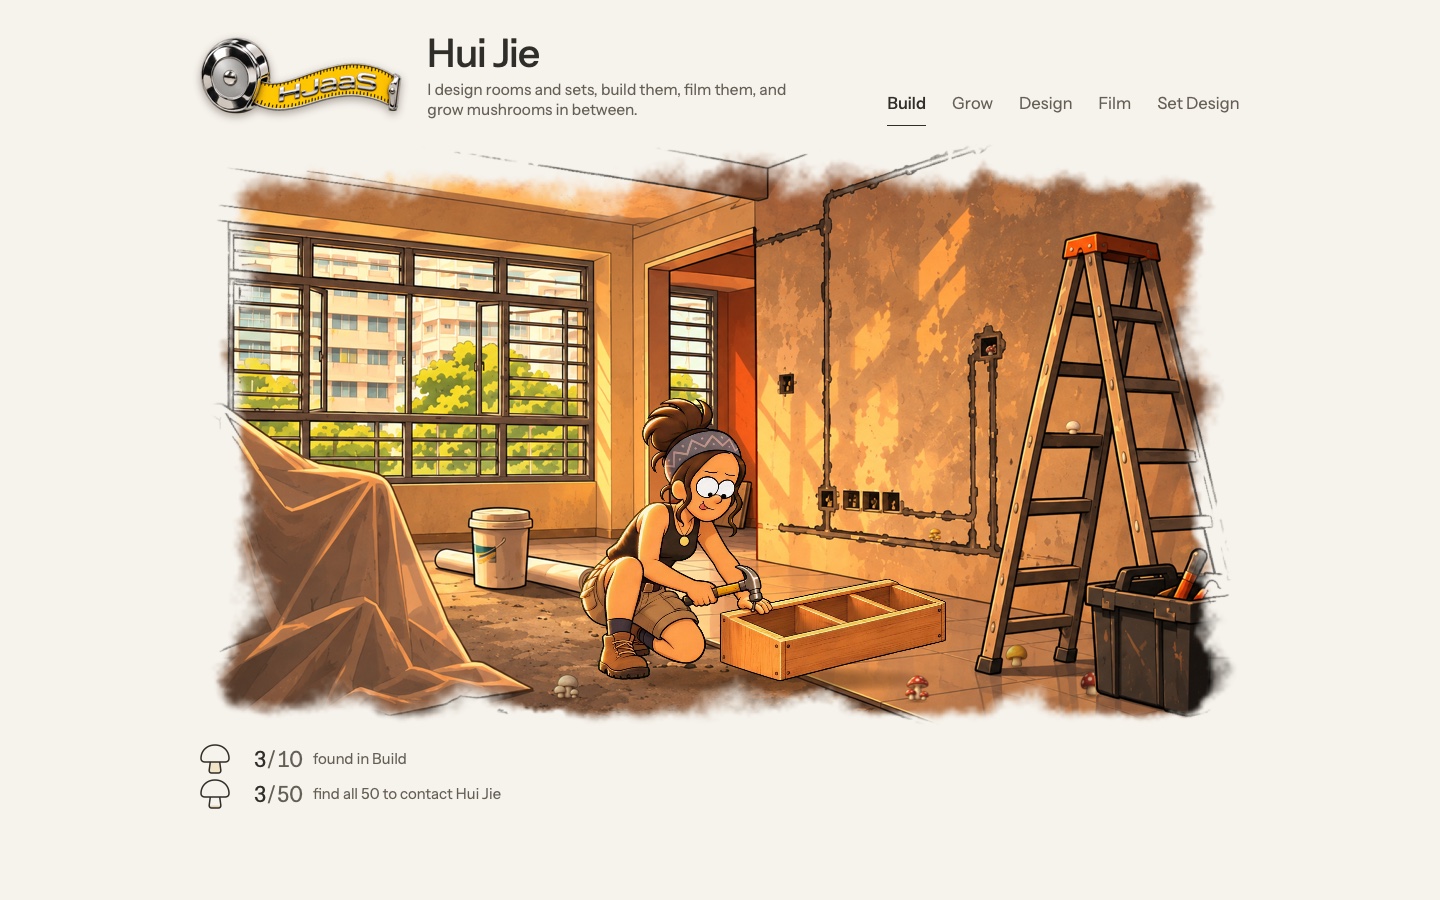 HJaaS
Hui Jie
I design rooms and sets, build them, film them, and
grow mushrooms in between.
Build
Grow
Design
Film
Set Design
3/10 found in Build
3/50 find all 50 to contact Hui Jie